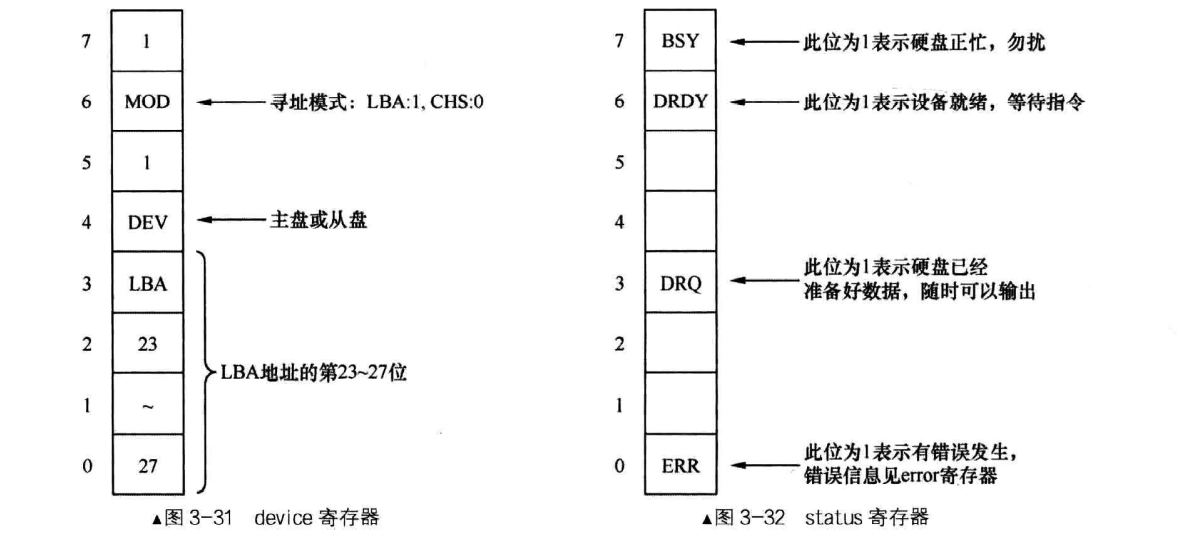 7 1
6 MOD 寻址模式：LBA:1, CHS:0
5 1
4 DEV 主盘或从盘
3 LBA
2 23
LBA地址的第23~27位
1 ~
0 27
▲图 3-31 device 寄存器
7 BSY 此位为1表示硬盘正忙，勿扰
6 DRDY 此位为1表示设备就绪，等待指令
5
4
3 DRQ 此位为1表示硬盘已经
准备好数据，随时可以输出
2
1
0 ERR 此位为1表示有错误发生，
错误信息见error寄存器
▲图 3-32 status 寄存器